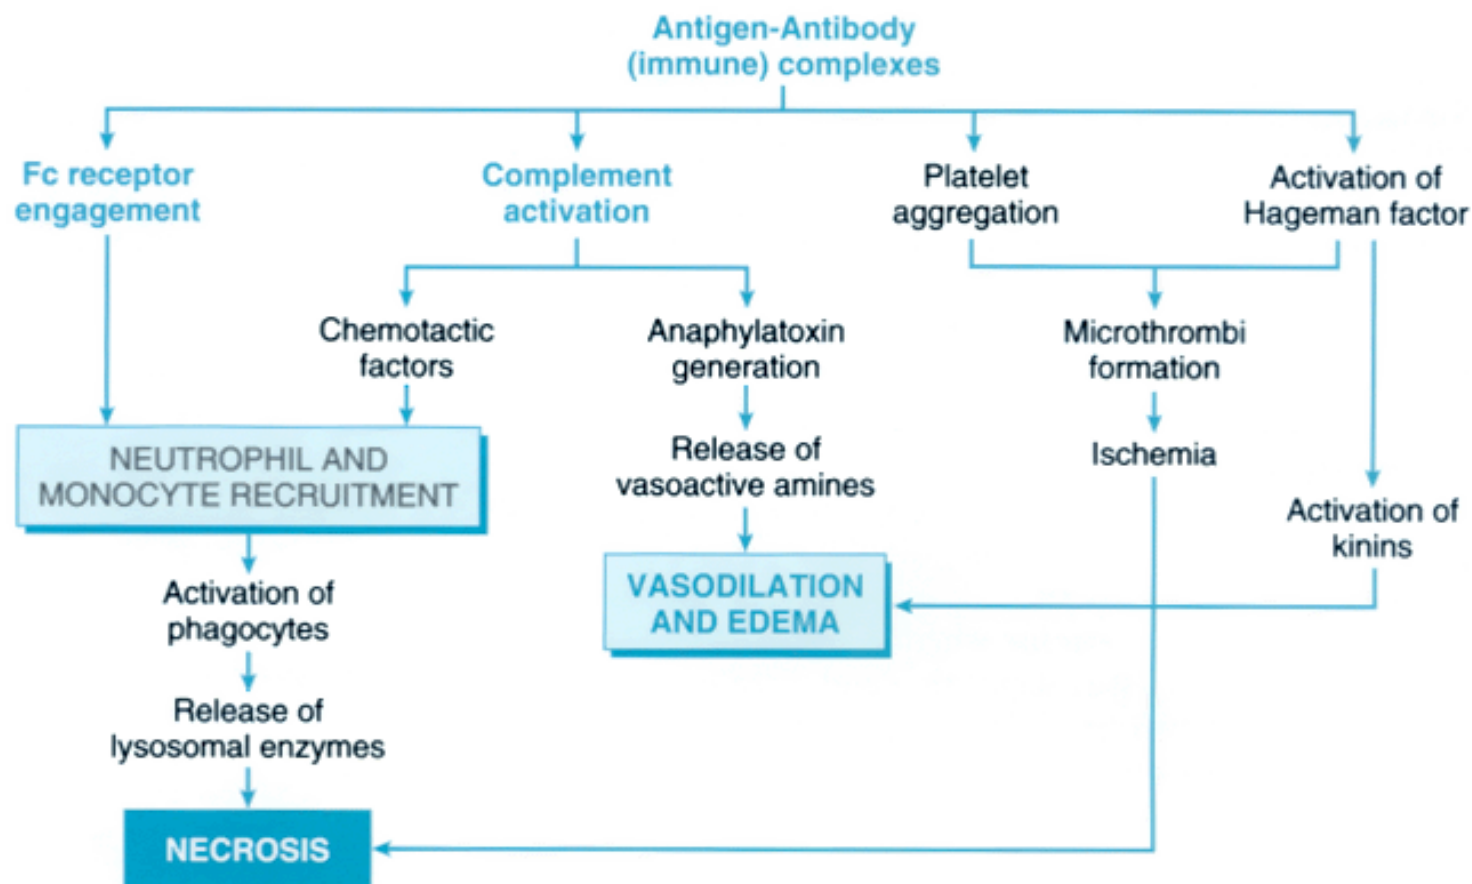 Antigen-Antibody
(immune) complexes
Fc receptor
engagement
Complement
activation
Platelet
aggregation
Activation of
Hageman factor
Chemotactic
factors
Anaphylatoxin
generation
Microthrombi
formation
NEUTROPHIL AND
MONOCYTE RECRUITMENT
Release of
vasoactive amines
Ischemia
Activation of
kinins
Activation of
phagocytes
VASODILATION
AND EDEMA
Release of
lysosomal enzymes
NECROSIS